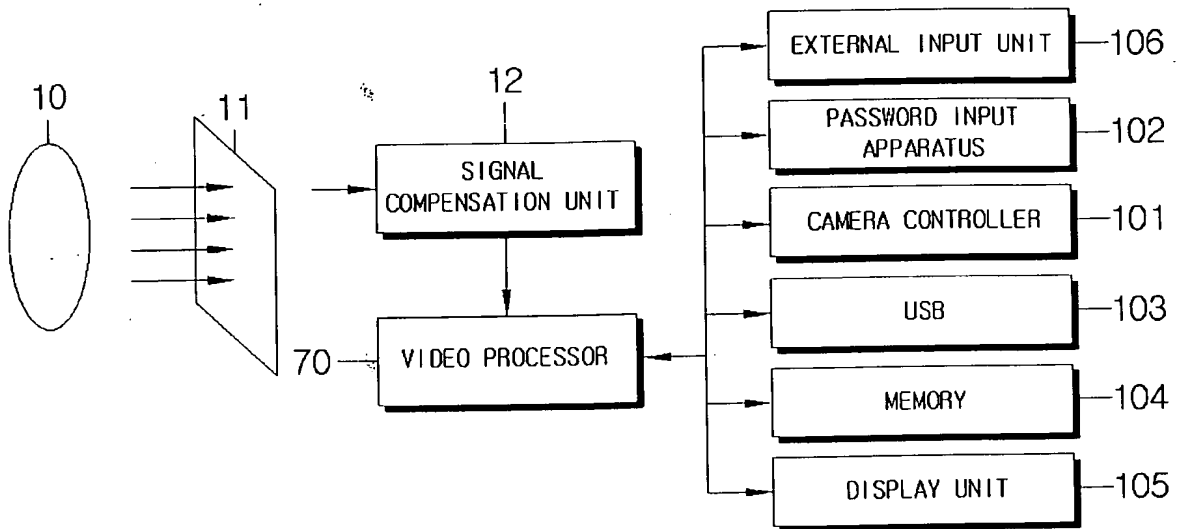 10
11
12
SIGNAL
COMPENSATION UNIT
70
VIDEO PROCESSOR
EXTERNAL INPUT UNIT
106
PASSWORD INPUT
APPARATUS
102
CAMERA CONTROLLER
101
USB
103
MEMORY
104
DISPLAY UNIT
105